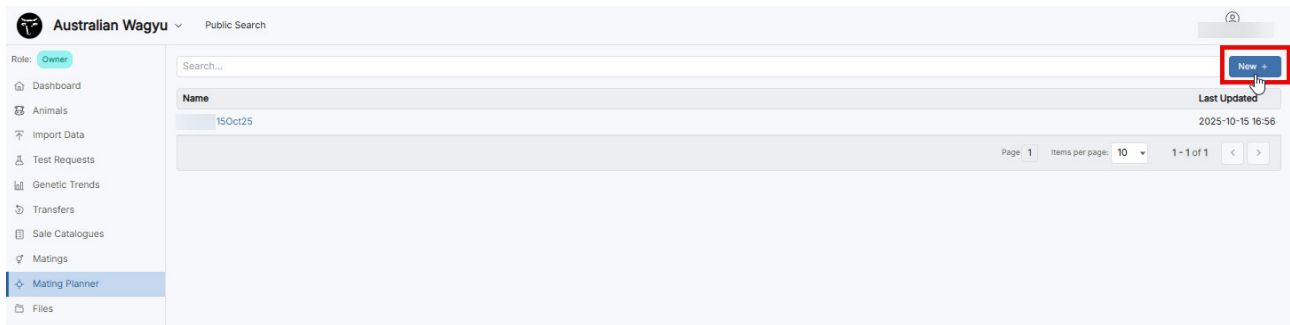 Australian Wagyu Public Search
Role: Owner
Dashboard
Animals
Import Data
Test Requests
Genetic Trends
Transfers
Sale Catalogues
Matings
Mating Planner
Files
Search...
New +
Name Last Updated
15Oct25 2025-10-15 16:56
Page 1 Items per page: 10 1 - 1 of 1 < >